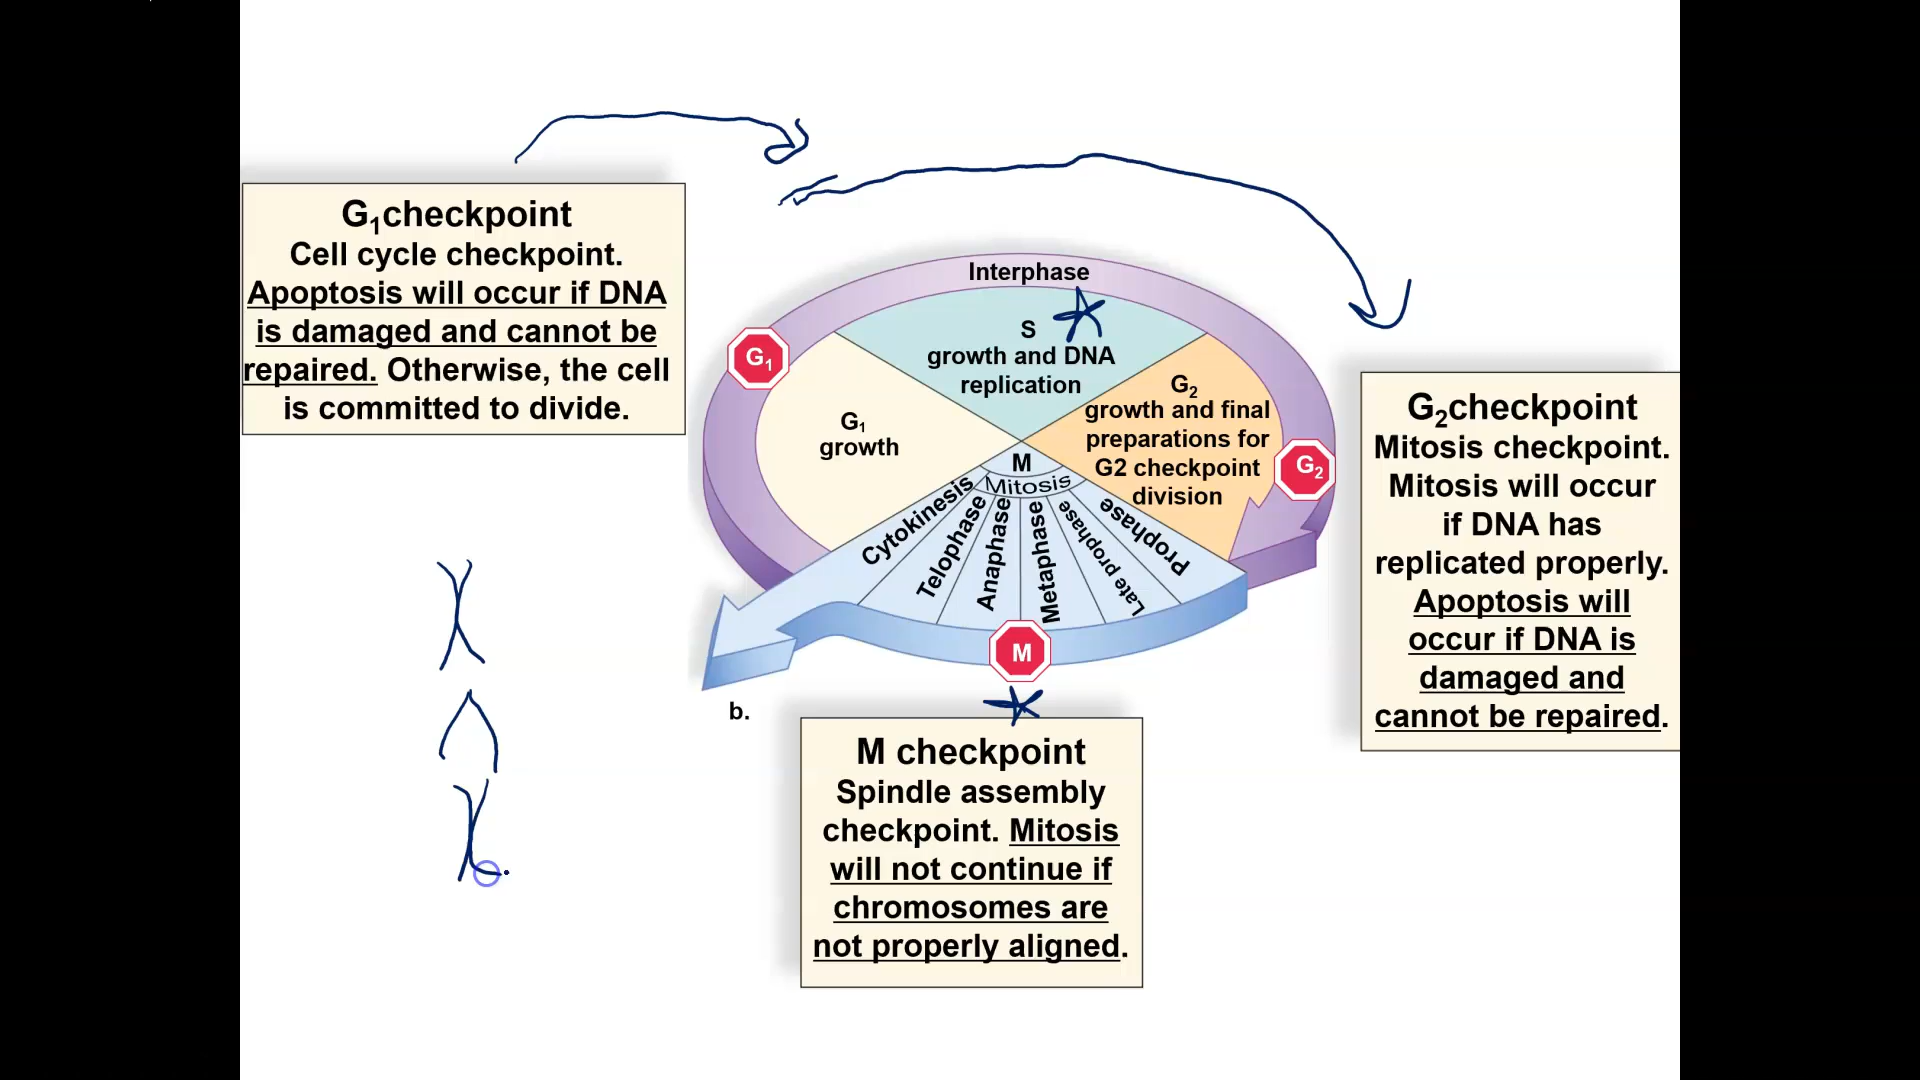 G₁checkpoint
Cell cycle checkpoint.
Apoptosis will occur if DNA
is damaged and cannot be
repaired. Otherwise, the cell
is committed to divide.
Interphase
S
growth and DNA
replication
G₁
G₁
growth
G₂
growth and final
preparations for
G2 checkpoint
division
G₂
M
Mitosis
Cytokinesis
Telophase
Anaphase
Metaphase
Late prophase
Prophase
M
b.
G₂checkpoint
Mitosis checkpoint.
Mitosis will occur
if DNA has
replicated properly.
Apoptosis will
occur if DNA is
damaged and
cannot be repaired.
M checkpoint
Spindle assembly
checkpoint. Mitosis
will not continue if
chromosomes are
not properly aligned.